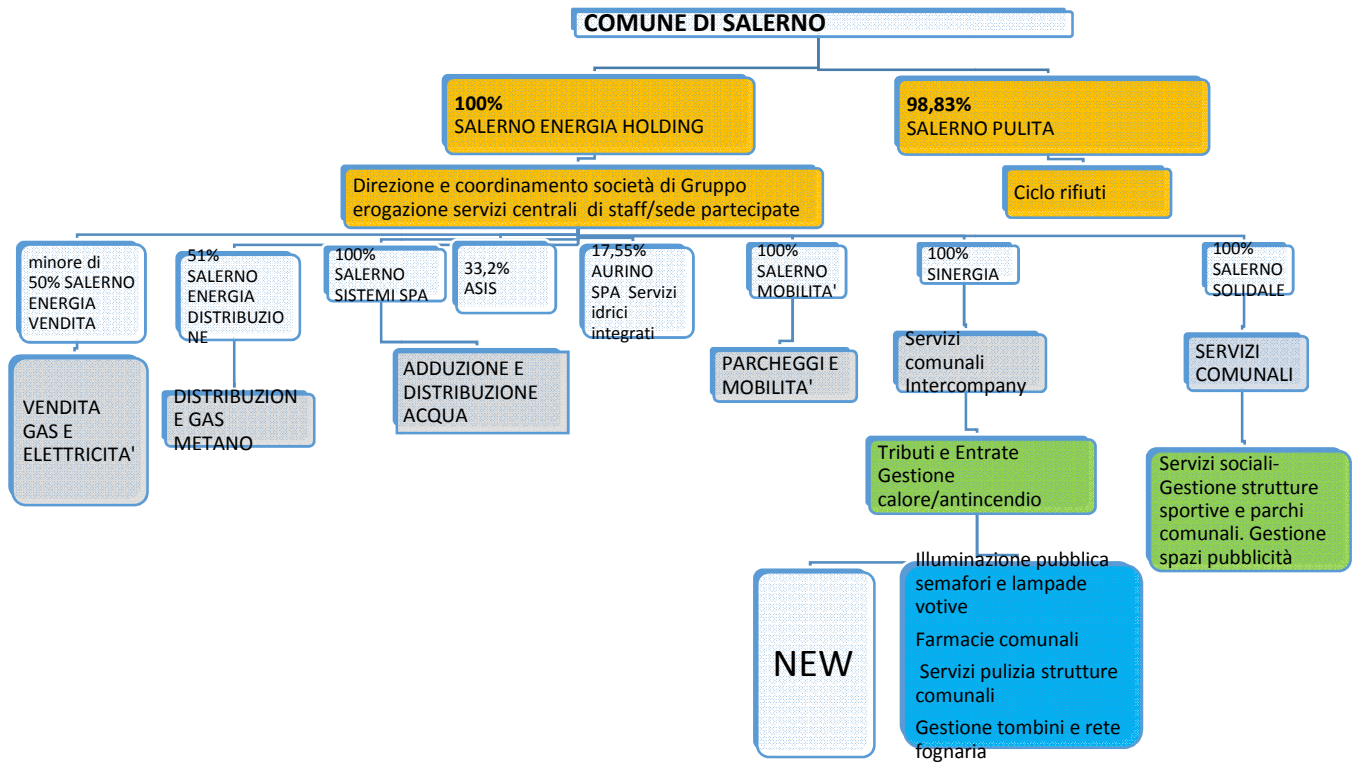 COMUNE DI SALERNO
100%
SALERNO ENERGIA HOLDING
98,83%
SALERNO PULITA
Direzione e coordinamento società di Gruppo
erogazione servizi centrali di staff/sede partecipate
Ciclo rifiuti
minore di
50% SALERNO
ENERGIA
VENDITA
51%
SALERNO
ENERGIA
DISTRIBUZIO
NE
100%
SALERNO
SISTEMI SPA
33,2%
ASIS
17,55%
AURINO
SPA Servizi
idrici
integrati
100%
SALERNO
MOBILITA'
100%
SINERGIA
100%
SALERNO
SOLIDALE
VENDITA
GAS E
ELETTRICITA'
DISTRIBUZION
E GAS
METANO
ADDUZIONE E
DISTRIBUZIONE
ACQUA
PARCHEGGI E
MOBILITA'
Servizi
comunali
Intercompany
SERVIZI
COMUNALI
Tributi e Entrate
Gestione
calore/antincendio
Servizi sociali-
Gestione strutture
sportive e parchi
comunali. Gestione
spazi pubblicità
NEW
Illuminazione pubblica
semafori e lampade
votive
Farmacie comunali
Servizi pulizia strutture
comunali
Gestione tombini e rete
fognaria